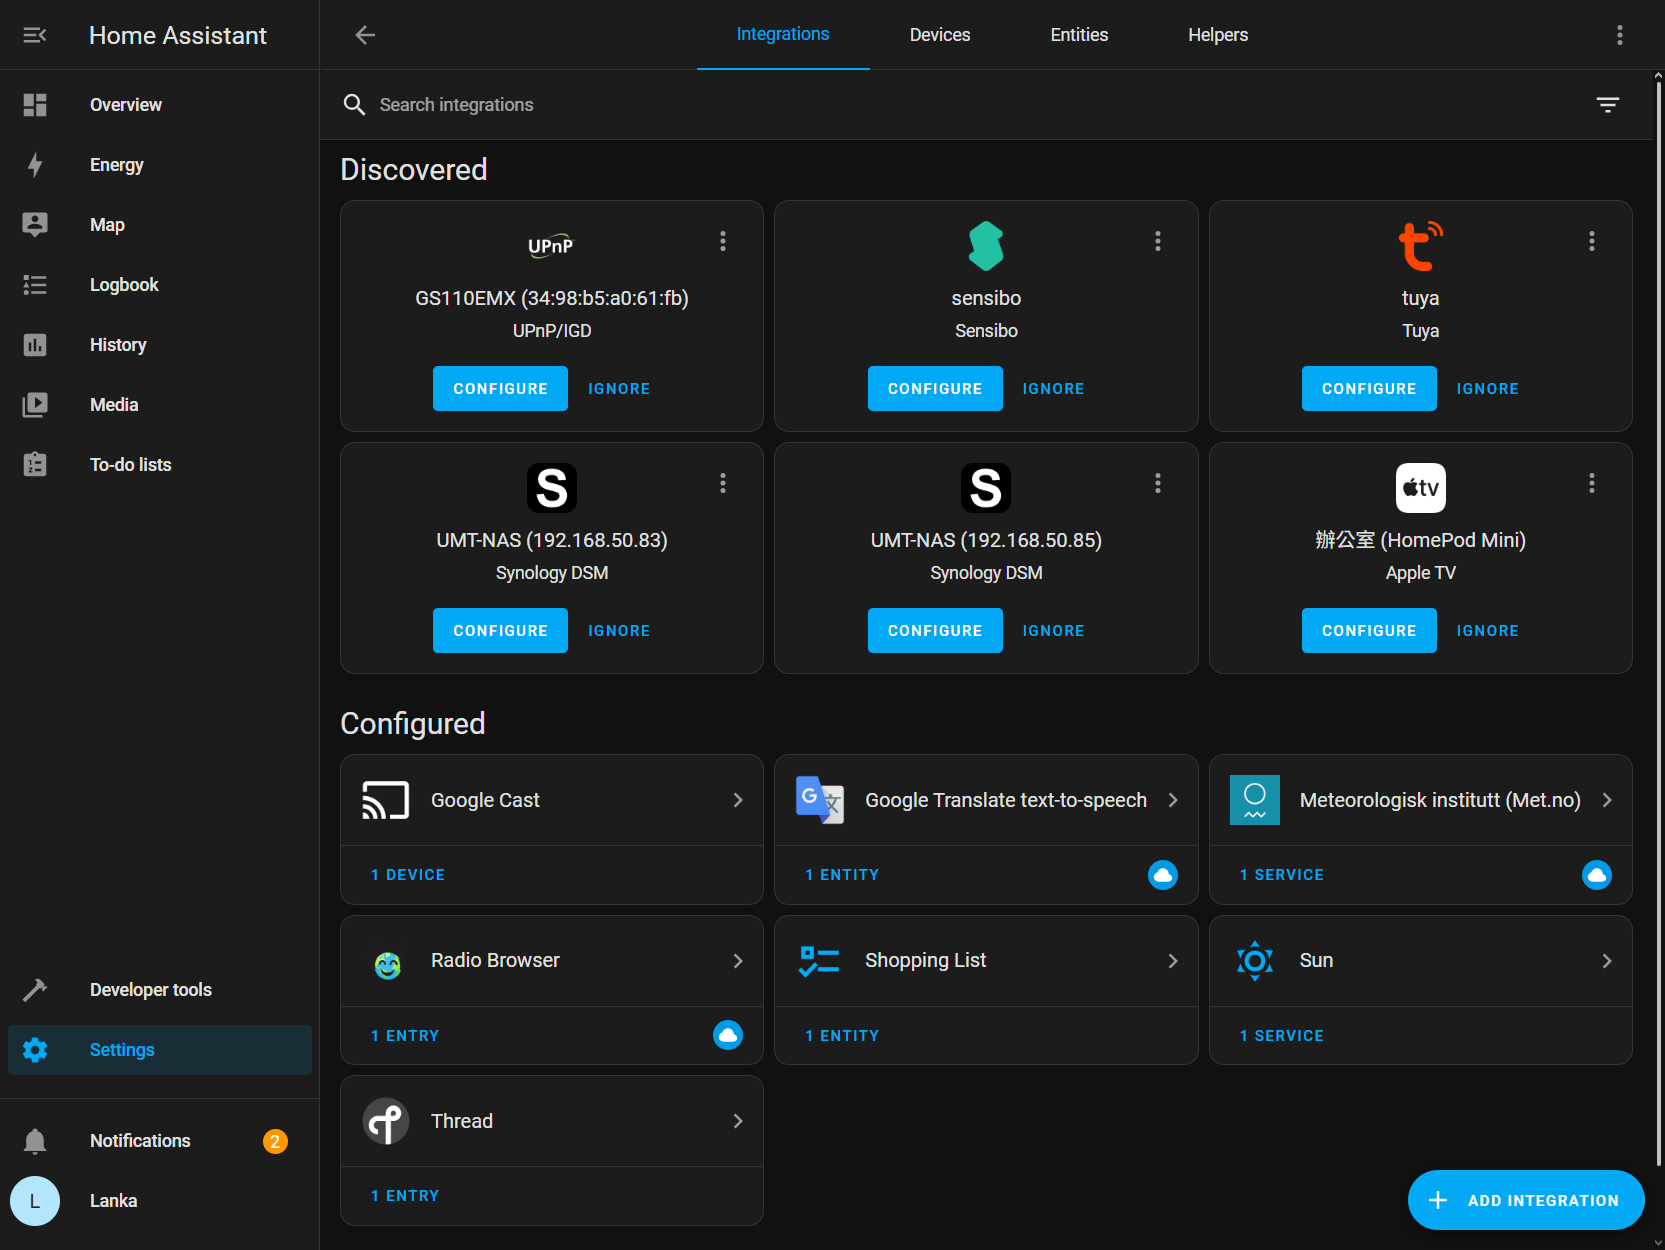 Home Assistant
Integrations
Devices
Entities
Helpers
Overview
Energy
Map
Logbook
History
Media
To-do lists
Developer tools
Settings
Notifications
2
L
Lanka
Search integrations
Discovered
UPnP
GS110EMX (34:98:b5:a0:61:fb)
UPnP/IGD
CONFIGURE
IGNORE
sensibo
Sensibo
CONFIGURE
IGNORE
t
tuya
Tuya
CONFIGURE
IGNORE
S
UMT-NAS (192.168.50.83)
Synology DSM
CONFIGURE
IGNORE
S
UMT-NAS (192.168.50.85)
Synology DSM
CONFIGURE
IGNORE
tv
辦公室 (HomePod Mini)
Apple TV
CONFIGURE
IGNORE
Configured
Google Cast
1 DEVICE
G
文
Google Translate text-to-speech
1 ENTITY
Meteorologisk institutt (Met.no)
1 SERVICE
Radio Browser
1 ENTRY
Shopping List
1 ENTITY
Sun
1 SERVICE
Thread
1 ENTRY
ADD INTEGRATION